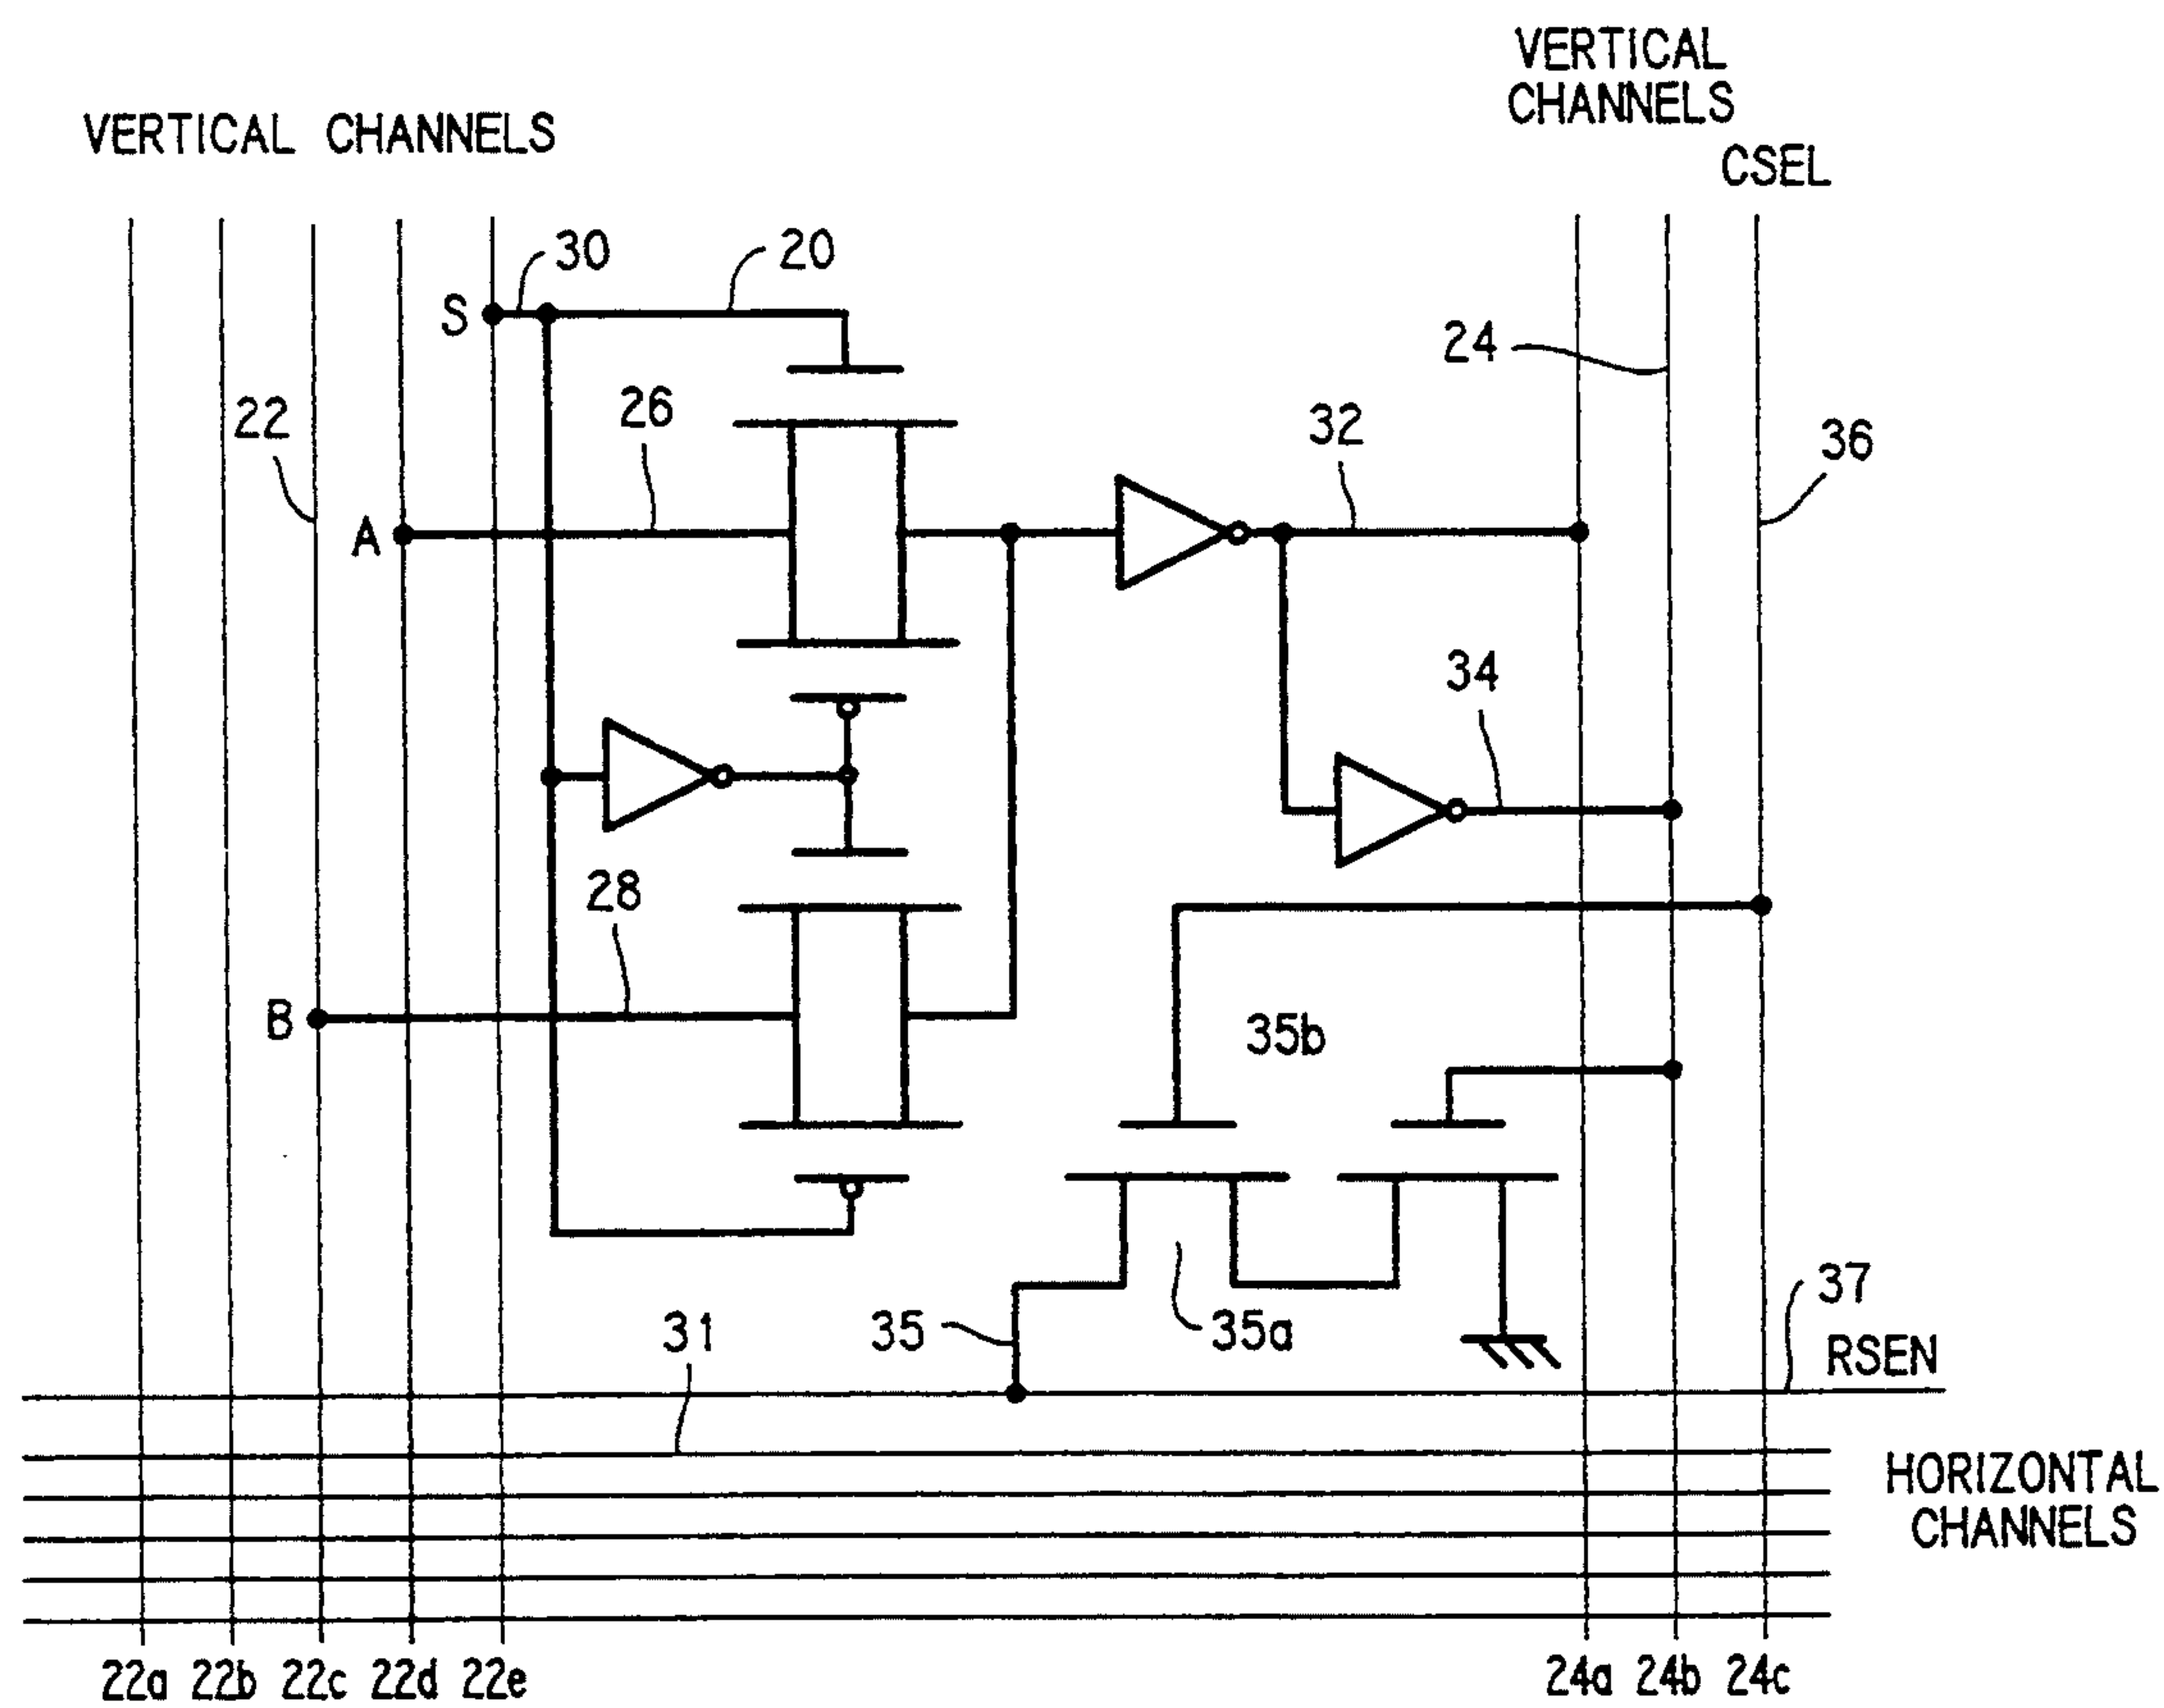 VERTICAL
CHANNELS
VERTICAL CHANNELS
CSEL
30
20
S
24
22
26
32
36
A
34
28
B
35b
37
31
35
35a
RSEN
HORIZONTAL
CHANNELS
22a 22b 22c 22d 22e
24a 24b 24c